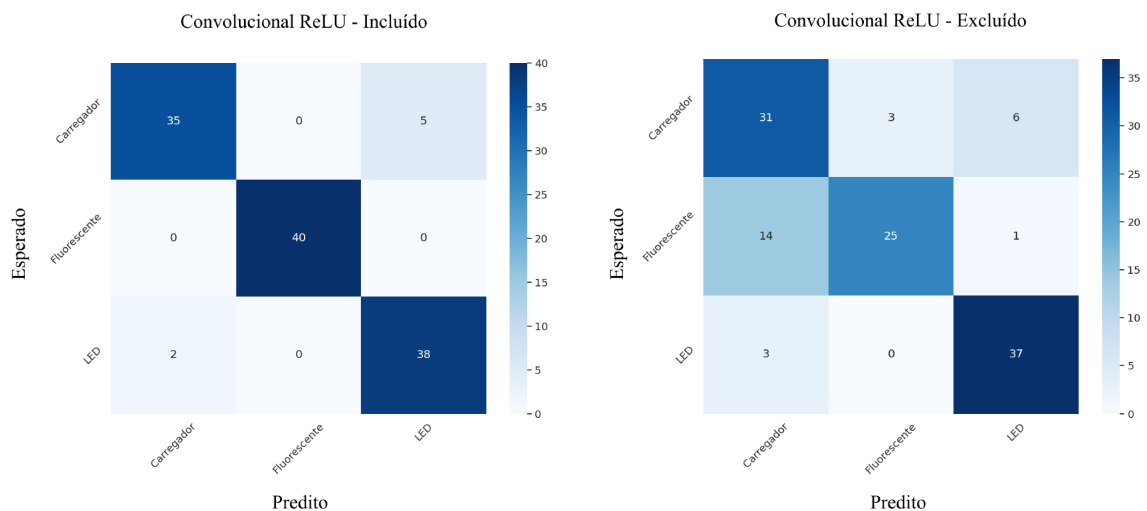 Convolucional ReLU - Incluído
Carregador
Fluorescente
LED
Esperado
35 0 5
0 40 0
2 0 38
Carregador
Fluorescente
LED
Predito
40
35
30
25
20
15
10
5
0
Convolucional ReLU - Excluído
Carregador
Fluorescente
LED
Esperado
31 3 6
14 25 1
3 0 37
Carregador
Fluorescente
LED
Predito
35
30
25
20
15
10
5
0